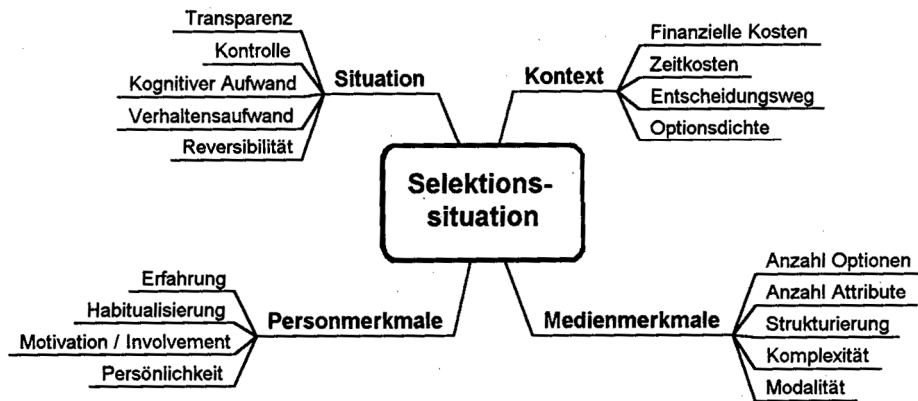 Transparenz
Kontrolle
Kognitiver Aufwand
Verhaltensaufwand
Reversibilität
Situation
Kontext
Finanzielle Kosten
Zeitkosten
Entscheidungsweg
Optionsdichte
Selektions-
situation
Erfahrung
Habitualisierung
Motivation / Involvement
Persönlichkeit
Personmerkmale
Medienmerkmale
Anzahl Optionen
Anzahl Attribute
Strukturierung
Komplexität
Modalität